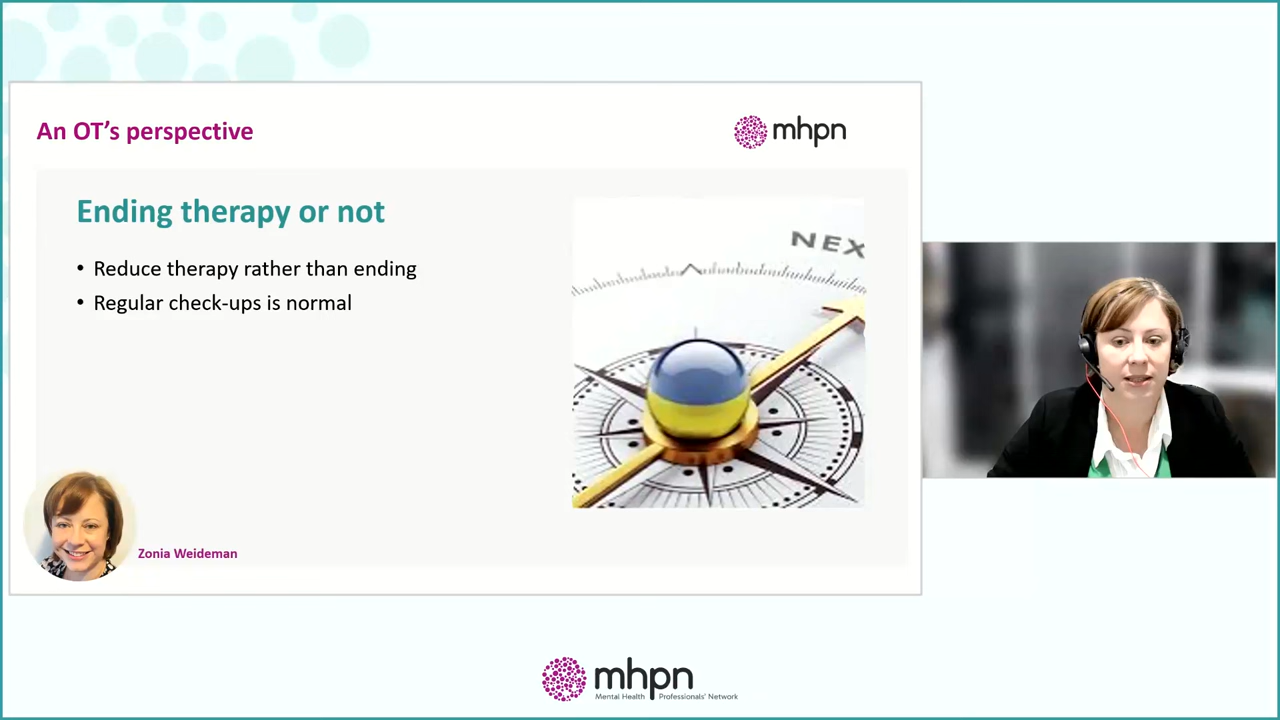 An OT’s perspective
mhpn
Ending therapy or not
• Reduce therapy rather than ending
• Regular check-ups is normal
NEX
Zonia Weideman
mhpn
Mental Health Professionals' Network